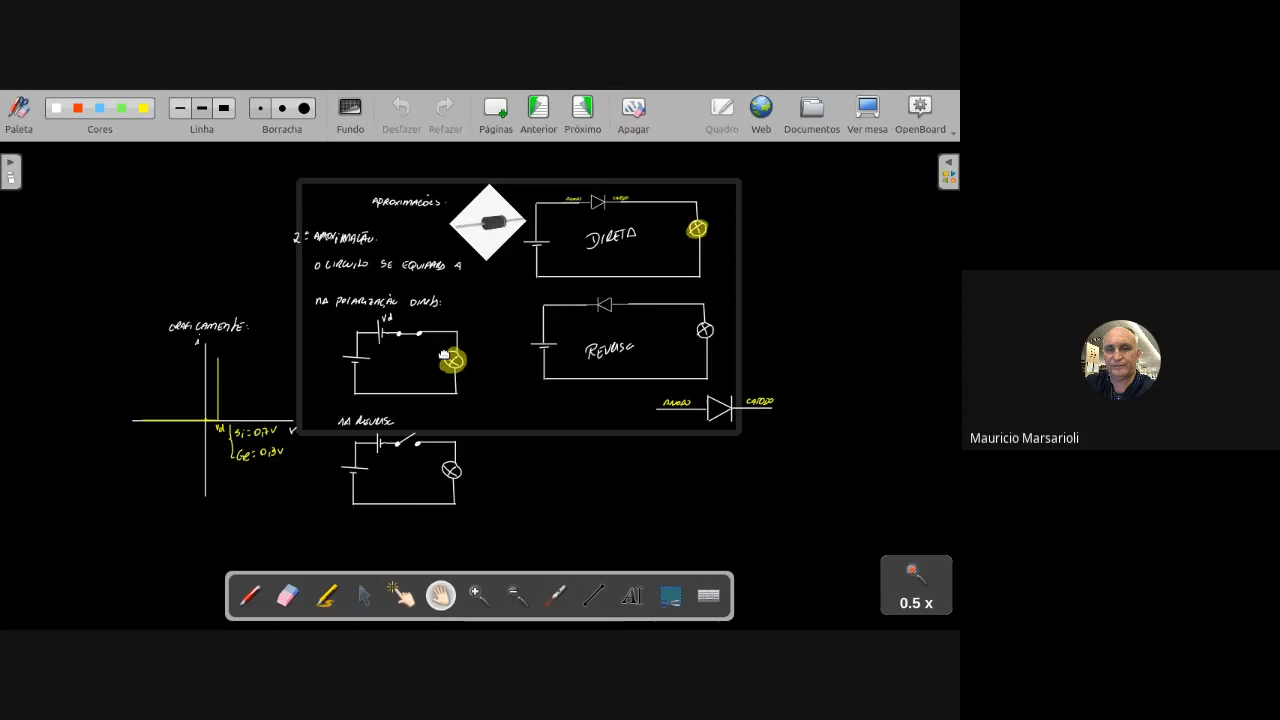 Paleta
Cores
Linha
Borracha
Fundo
Desfazer
Refazer
Páginas
Anterior
Próximo
Apagar
Quadro
Web
Documentos
Ver mesa
OpenBoard
APROXIMAÇÕES:
2ª APROXIMAÇÃO
O CIRCUITO SE EQUIPARA A
NA POLARIZAÇÃO DIRETA:
Vd
NA REVERSA
GRAFICAMENTE:
i
V
Vd
Si = 0,7V
Ge = 0,3V
ANODO
CATODO
DIRETA
REVERSA
ANODO
CATODO
AI
0.5 x
Mauricio Marsarioli